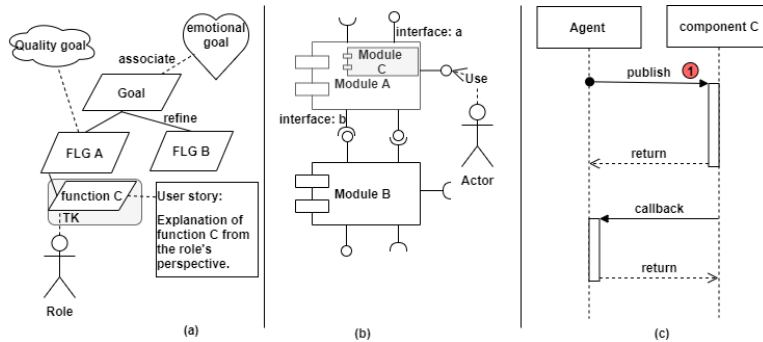 Quality goal
emotional
goal
associate
Goal
refine
FLG A
FLG B
function C
TK
User story:
Explanation of
function C from
the role's
perspective.
Role
(a)
interface: a
Module
C
Module A
Use
interface: b
Actor
Module B
(b)
Agent
component C
publish
1
return
callback
return
(c)